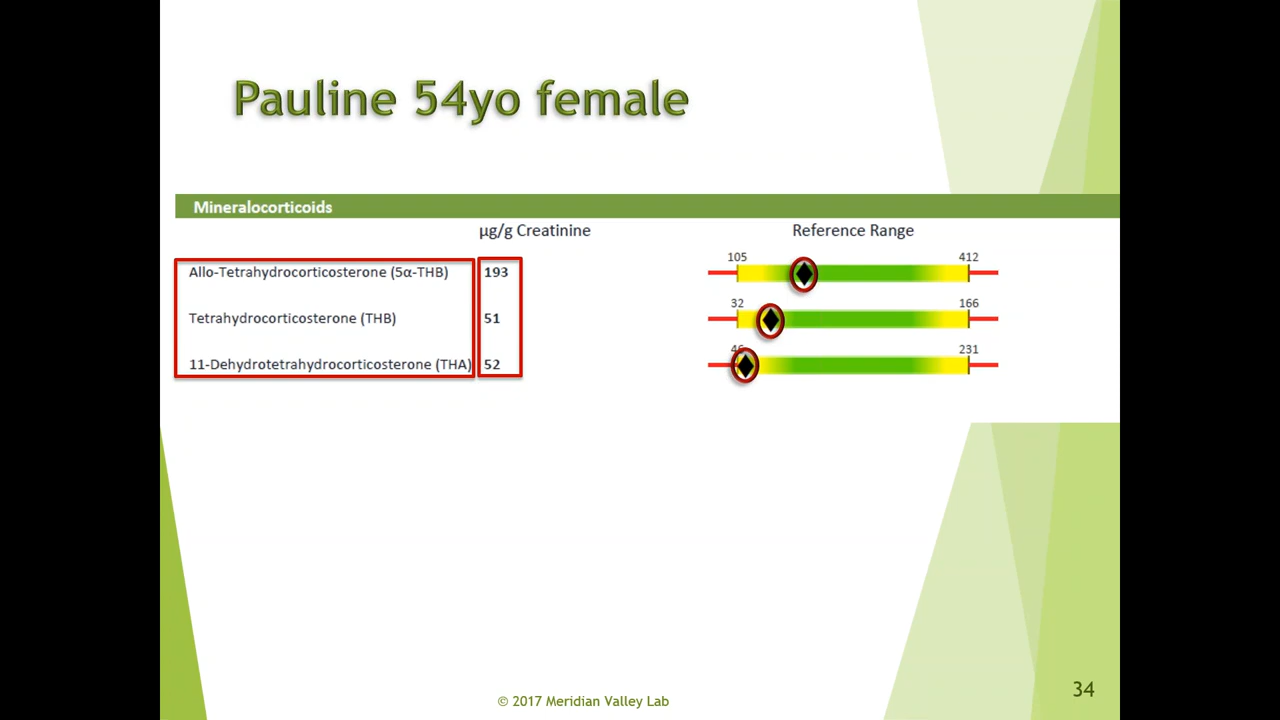 Pauline 54yo female
Mineralocorticoids
µg/g Creatinine Reference Range
105 412
Allo-Tetrahydrocorticosterone (5α-THB) 193
32 166
Tetrahydrocorticosterone (THB) 51
46 231
11-Dehydrotetrahydrocorticosterone (THA) 52
© 2017 Meridian Valley Lab
34